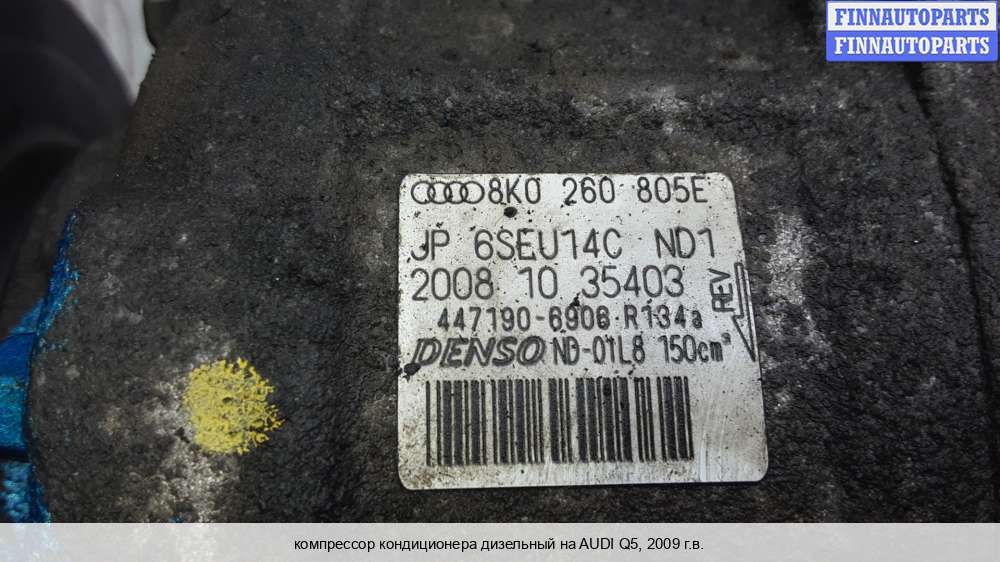 FINNAUTOPARTS
FINNAUTOPARTS
8K0 260 805E
JP 6SEU14C ND1
2008 10 35403
REV
447190-6906 R134a
DENSO ND-OIL8 150cm³
компрессор кондиционера дизельный на AUDI Q5, 2009 г.в.